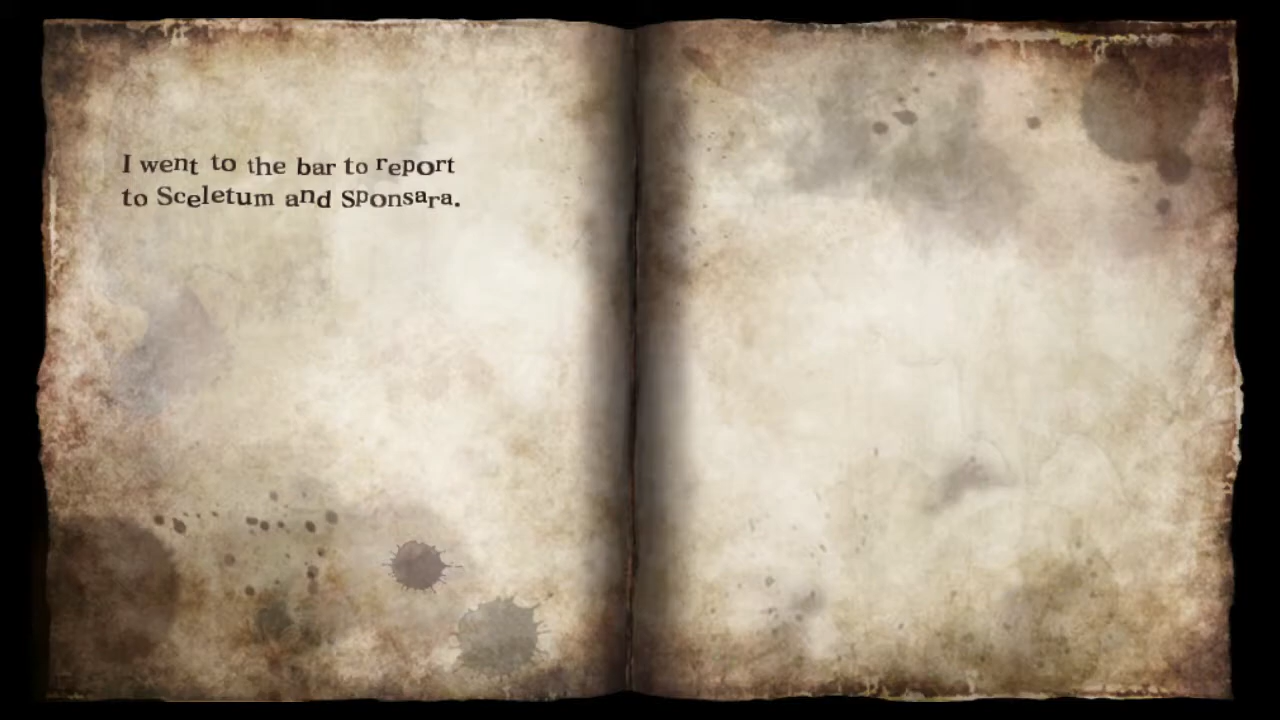 I went to the bar to report
to Sceletum and Sponsara.